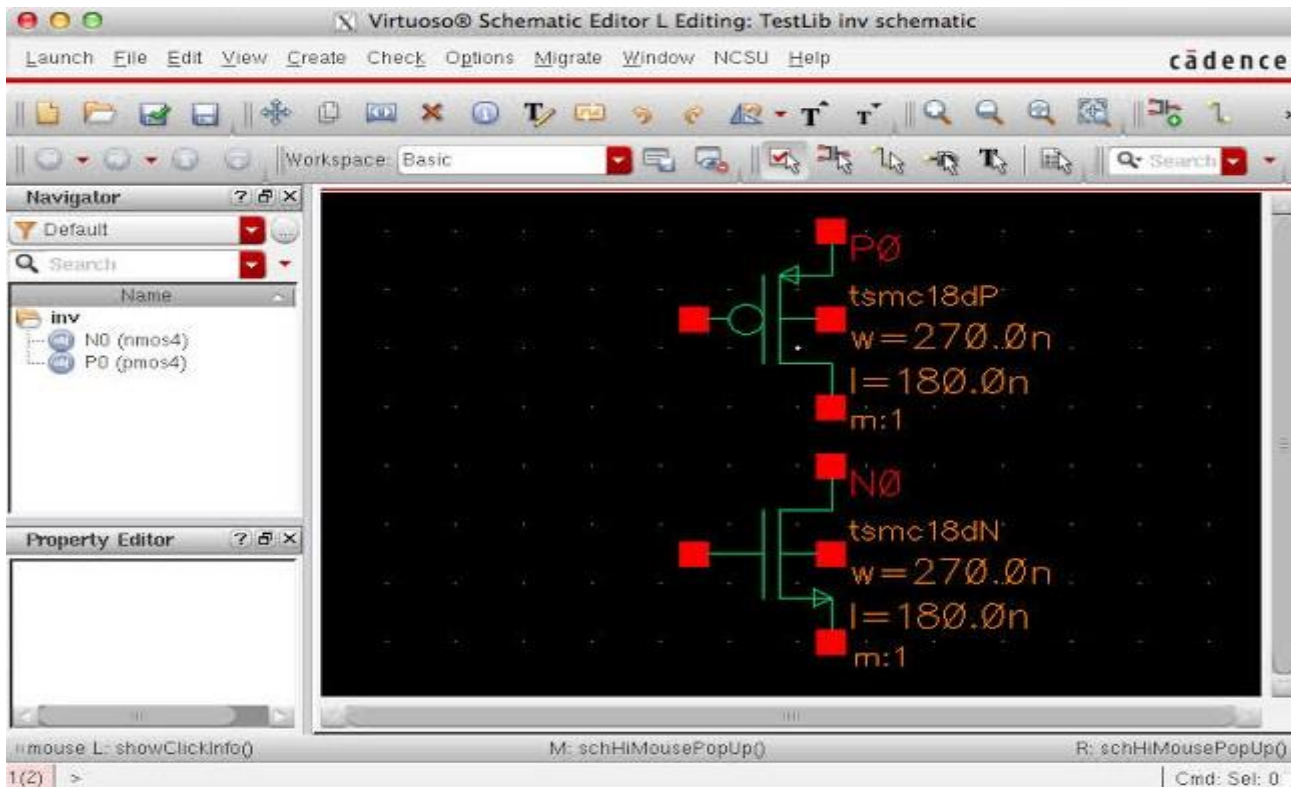 Virtuoso® Schematic Editor L Editing: TestLib inv schematic
Launch File Edit View Create Check Options Migrate Window NCSU Help cādence
Workspace: Basic Search
Navigator
Default
Search
Name
inv
N0 (nmos4)
P0 (pmos4)
Property Editor
P0
tsmc18dP
w=270.0n
l=180.0n
m:1
N0
tsmc18dN
w=270.0n
l=180.0n
m:1
mouse L: showClickInfo() M: schHiMousePopUp() R: schHiMousePopUp()
1(2) > Cmd: Sel: 0